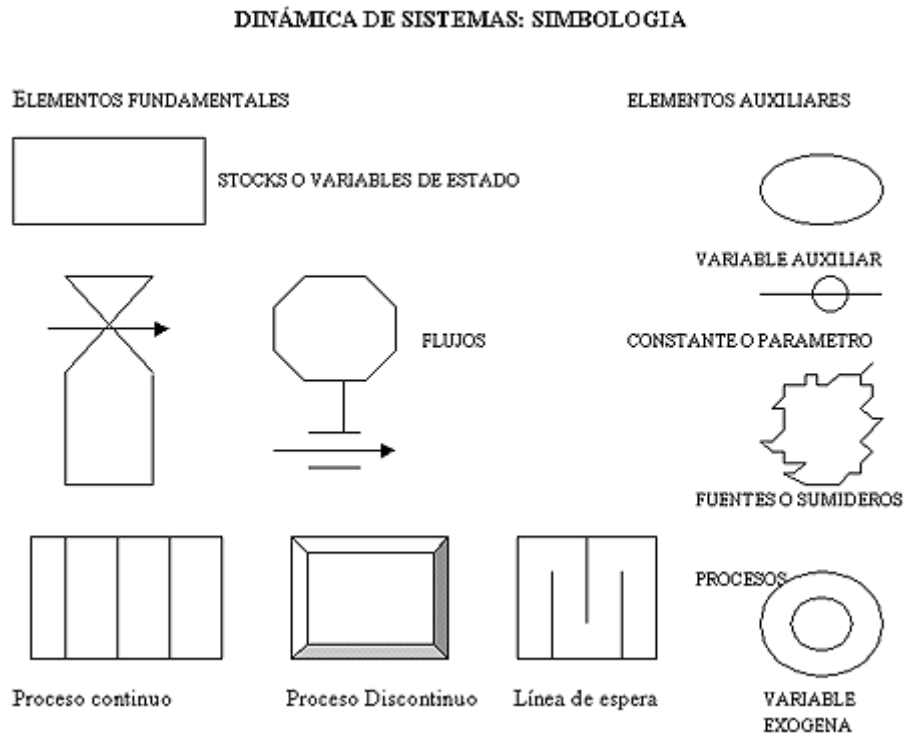 DINÁMICA DE SISTEMAS: SIMBOLOGIA
ELEMENTOS FUNDAMENTALES
ELEMENTOS AUXILIARES
STOCKS O VARIABLES DE ESTADO
VARIABLE AUXILIAR
FLUJOS
CONSTANTE O PARAMETRO
FUENTES O SUMIDEROS
PROCESOS
Proceso continuo
Proceso Discontinuo
Línea de espera
VARIABLE
EXOGENA